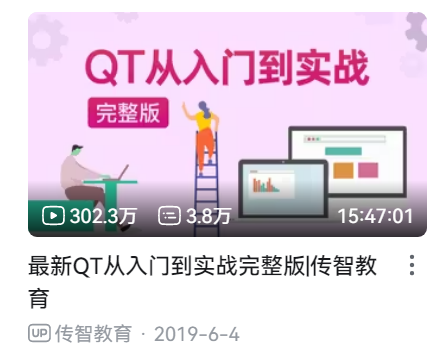 QT从入门到实战
完整版
302.3万 3.8万 15:47:01
最新QT从入门到实战完整版|传智教
育
UP 传智教育 · 2019-6-4